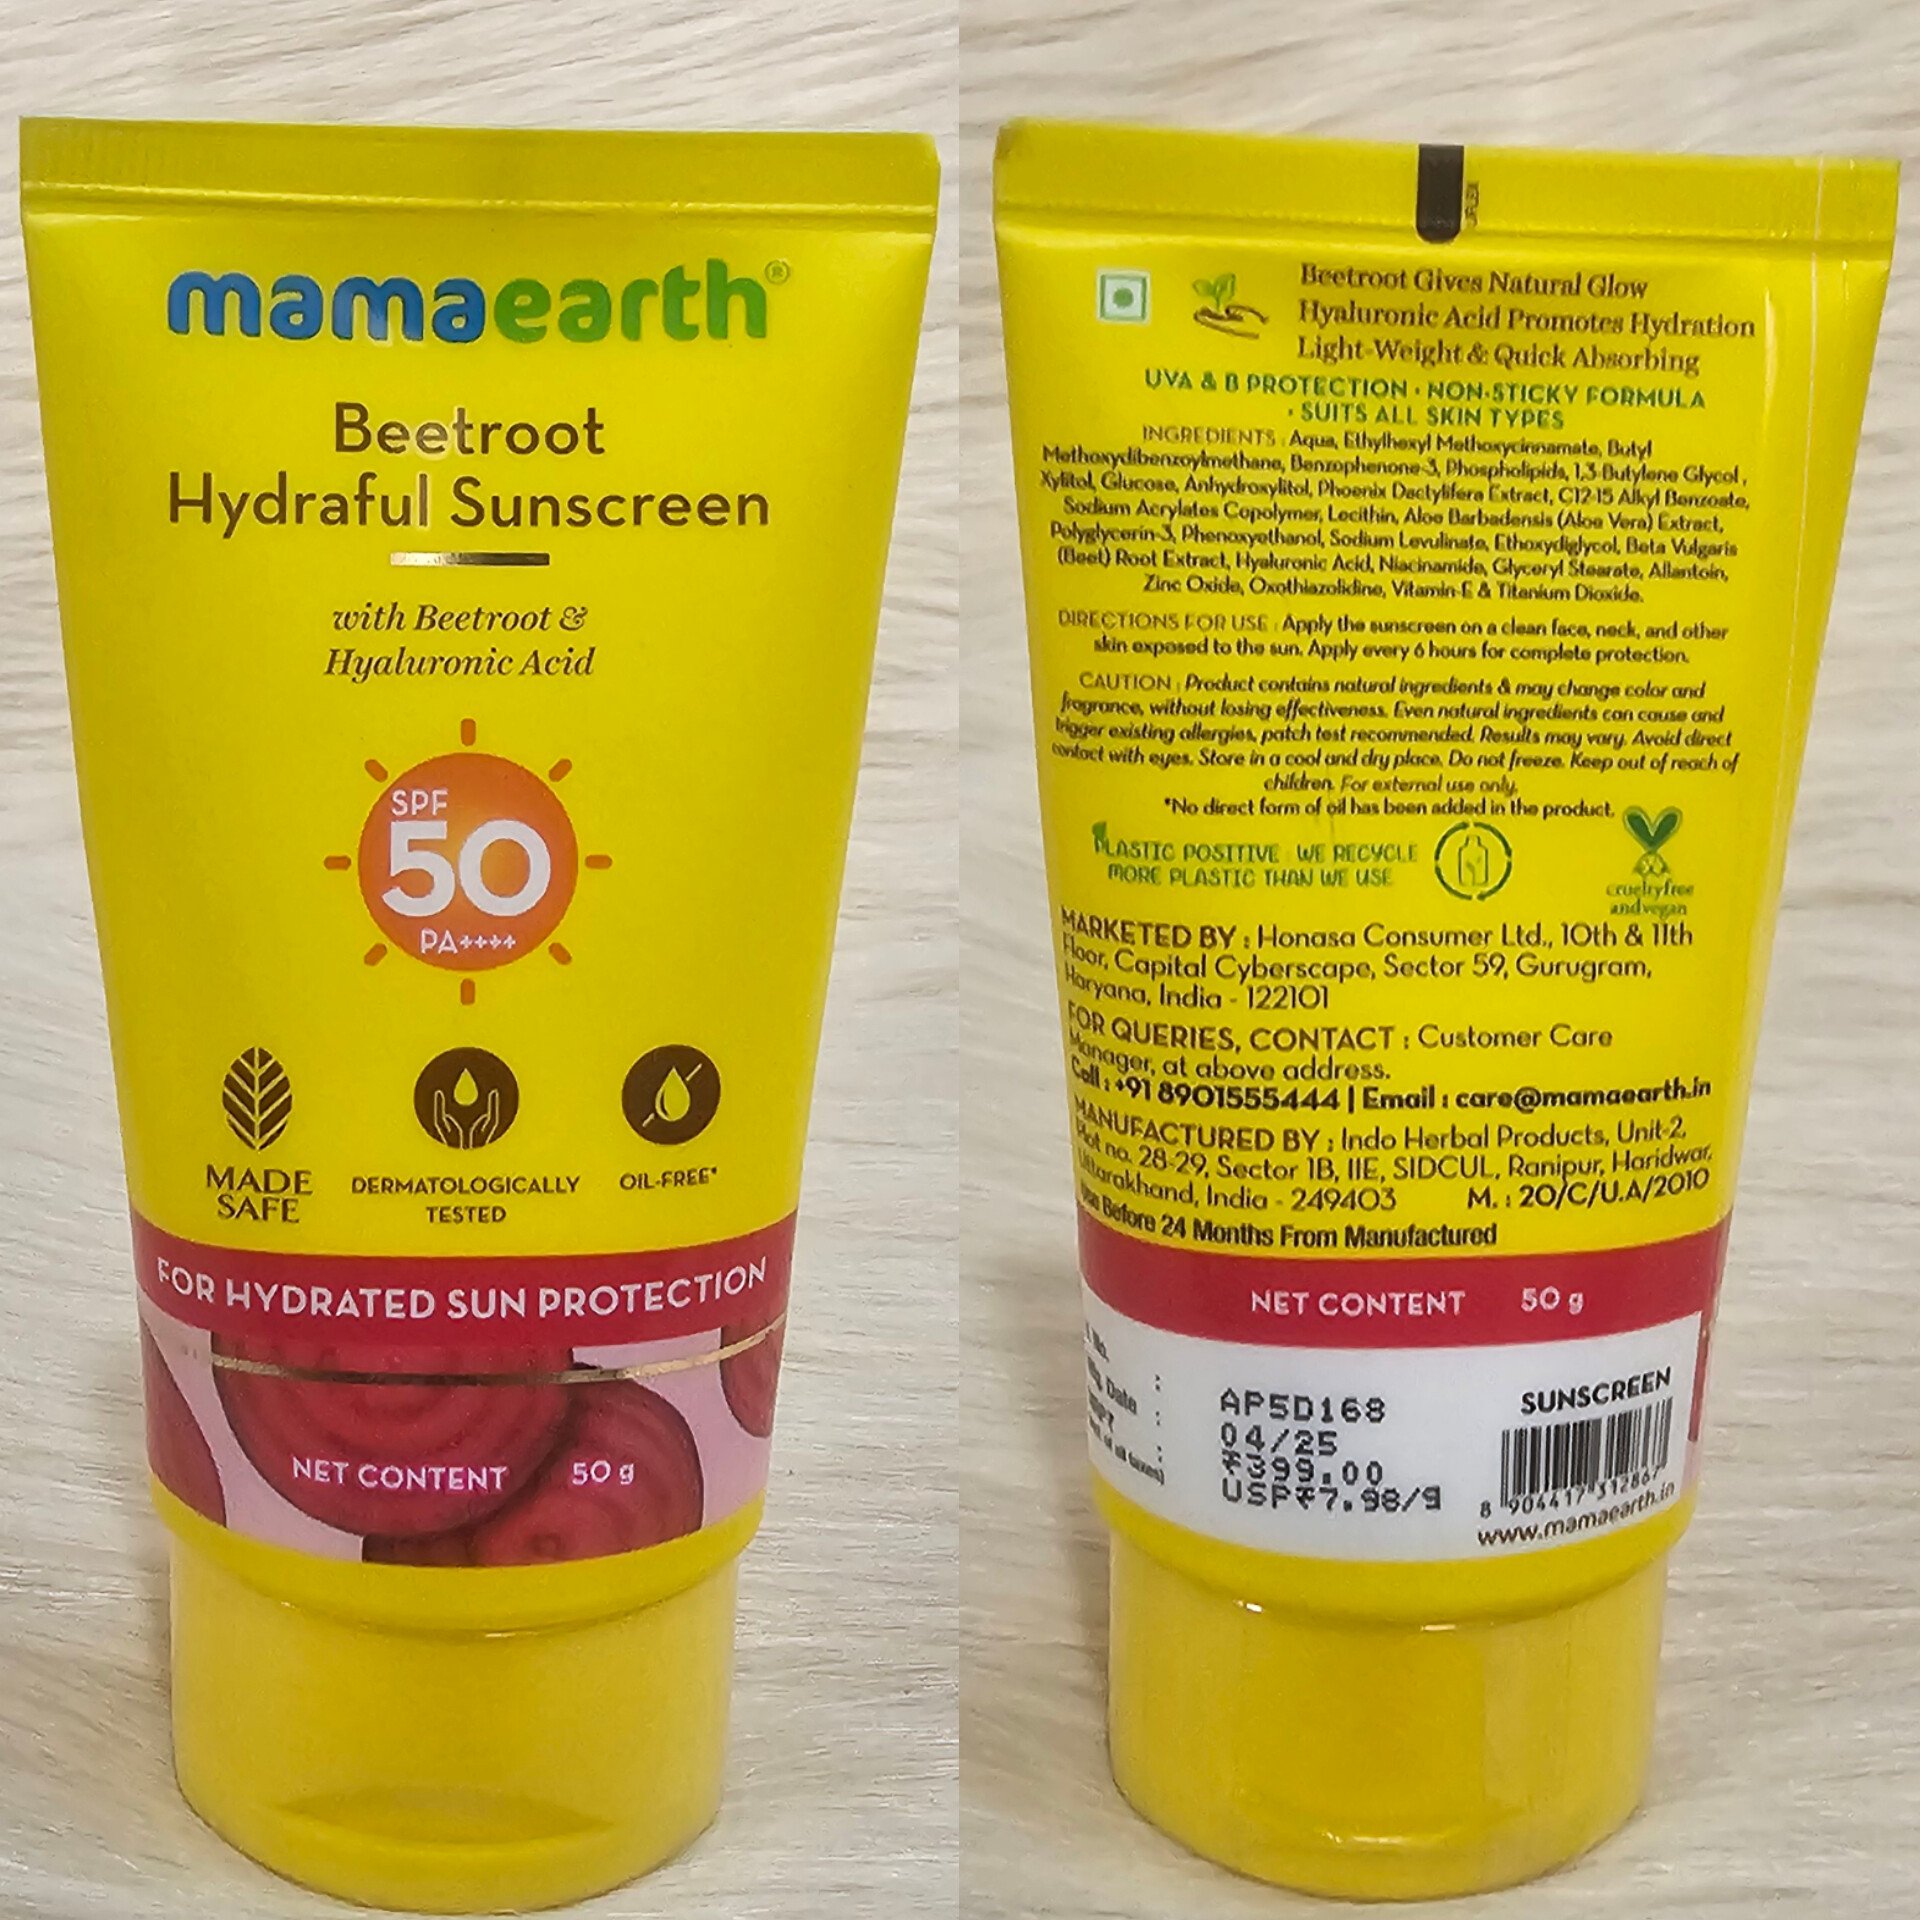 mamaearth®
Beetroot
Hydraful Sunscreen
with Beetroot &
Hyaluronic Acid
SPF
50
PA++++
MADE
SAFE
DERMATOLOGICALLY
TESTED
OIL-FREE*
FOR HYDRATED SUN PROTECTION
NET CONTENT 50 g
Beetroot Gives Natural Glow
Hyaluronic Acid Promotes Hydration
Light-Weight & Quick Absorbing
UVA & B PROTECTION • NON-STICKY FORMULA
• SUITS ALL SKIN TYPES
INGREDIENTS : Aqua, Ethylhexyl Methoxycinnamate, Butyl
Methoxydibenzoylmethane, Benzophenone-3, Phospholipids, 1,3-Butylene Glycol,
Xylitol, Glucose, Anhydroxylitol, Phoenix Dactylifera Extract, C12-15 Alkyl Benzoate,
Sodium Acrylates Copolymer, Lecithin, Aloe Barbadensis (Aloe Vera) Extract,
Polyglycerin-3, Phenoxyethanol, Sodium Levulinate, Ethoxydiglycol, Beta Vulgaris
(Beet) Root Extract, Hyaluronic Acid, Niacinamide, Glyceryl Stearate, Allantoin,
Zinc Oxide, Oxothiazolidine, Vitamin-E & Titanium Dioxide.
DIRECTIONS FOR USE : Apply the sunscreen on a clean face, neck, and other
skin exposed to the sun. Apply every 6 hours for complete protection.
CAUTION : Product contains natural ingredients & may change color and
fragrance, without losing effectiveness. Even natural ingredients can cause and
trigger existing allergies, patch test recommended. Results may vary. Avoid direct
contact with eyes. Store in a cool and dry place. Do not freeze. Keep out of reach of
children. For external use only.
*No direct form of oil has been added in the product.
PLASTIC POSITIVE : WE RECYCLE
MORE PLASTIC THAN WE USE
crueltyfree
andvegan
MARKETED BY : Honasa Consumer Ltd., 10th & 11th
Floor, Capital Cyberscape, Sector 59, Gurugram,
Haryana, India - 122101
FOR QUERIES, CONTACT : Customer Care
Manager, at above address.
Call : +91 8901555444 | Email : care@mamaearth.in
MANUFACTURED BY : Indo Herbal Products, Unit-2,
Plot no. 28-29, Sector 1B, IIE, SIDCUL, Ranipur, Haridwar,
Uttarakhand, India - 249403 M. : 20/C/U.A/2010
Use Before 24 Months From Manufactured
NET CONTENT 50 g
No. : AP5D168
Date : 04/25
: ₹399.00
of all taxes) USP₹7.98/g
SUNSCREEN
8 904417 312867
www.mamaearth.in